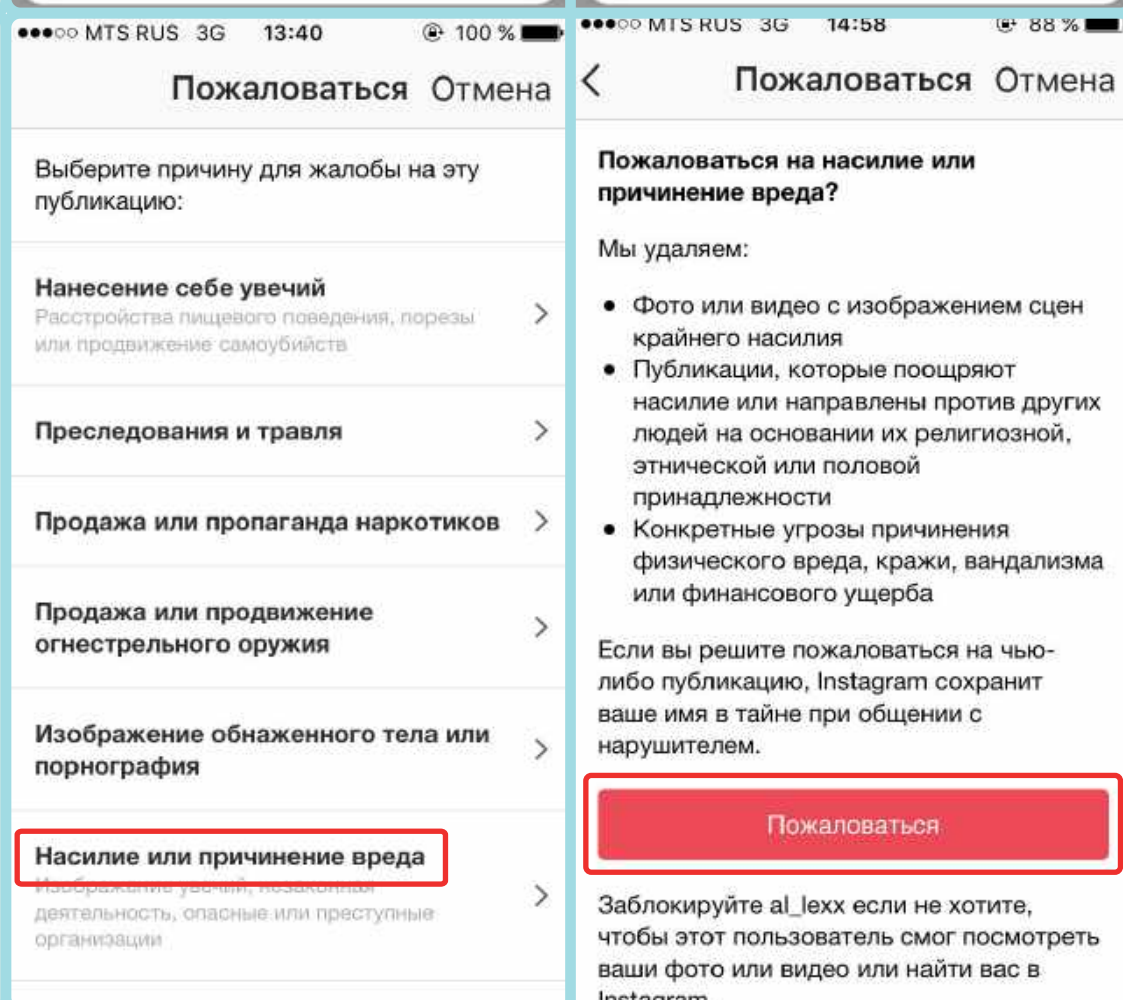 MTS RUS 3G 13:40 100 %
Пожаловаться Отмена
Выберите причину для жалобы на эту
публикацию:
Нанесение себе увечий
Расстройства пищевого поведения, порезы
или продвижение самоубийств
Преследования и травля
Продажа или пропаганда наркотиков
Продажа или продвижение
огнестрельного оружия
Изображение обнаженного тела или
порнография
Насилие или причинение вреда
Изображение увечий, незаконная
деятельность, опасные или преступные
организации
MTS RUS 3G 14:58 88 %
Пожаловаться Отмена
Пожаловаться на насилие или
причинение вреда?
Мы удаляем:
• Фото или видео с изображением сцен
крайнего насилия
• Публикации, которые поощряют
насилие или направлены против других
людей на основании их религиозной,
этнической или половой
принадлежности
• Конкретные угрозы причинения
физического вреда, кражи, вандализма
или финансового ущерба
Если вы решите пожаловаться на чью-
либо публикацию, Instagram сохранит
ваше имя в тайне при общении с
нарушителем.
Пожаловаться
Заблокируйте al_lexx если не хотите,
чтобы этот пользователь смог посмотреть
ваши фото или видео или найти вас в
Instagram